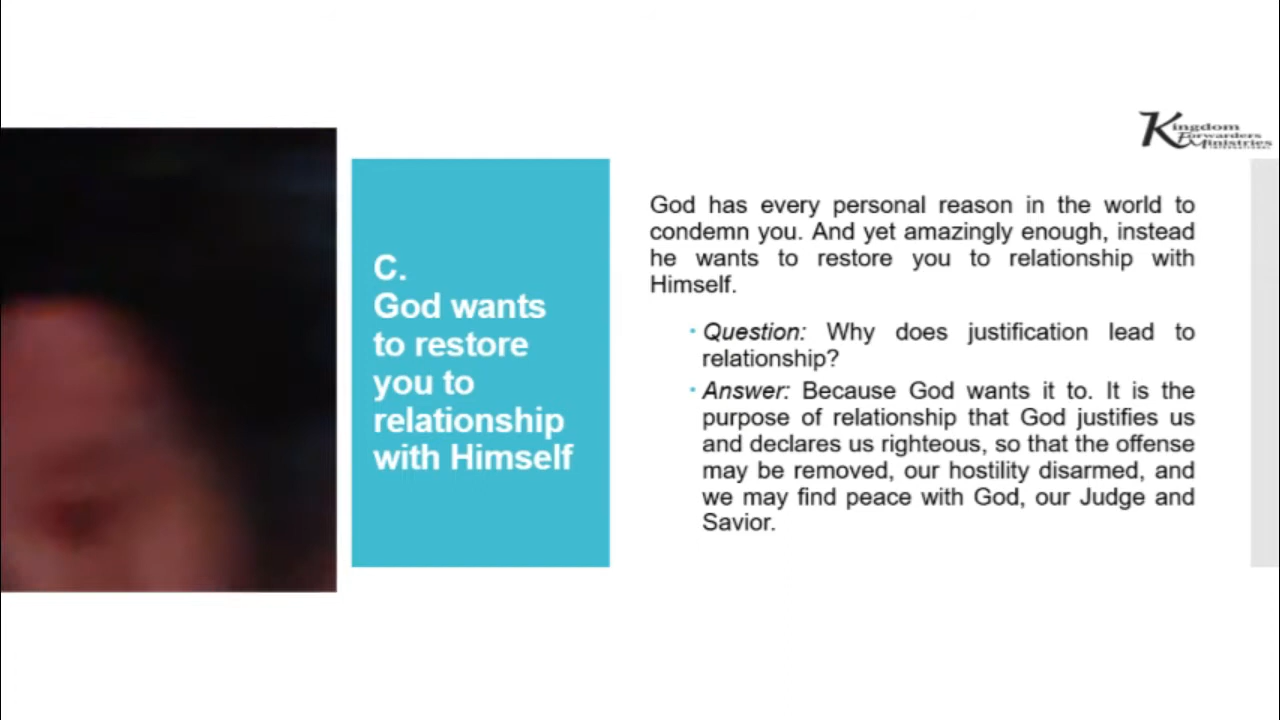 Kingdom
Forwarders
Ministries
INTERNATIONAL
C.
God wants
to restore
you to
relationship
with Himself
God has every personal reason in the world to
condemn you. And yet amazingly enough, instead
he wants to restore you to relationship with
Himself.
• Question: Why does justification lead to
relationship?
• Answer: Because God wants it to. It is the
purpose of relationship that God justifies us
and declares us righteous, so that the offense
may be removed, our hostility disarmed, and
we may find peace with God, our Judge and
Savior.